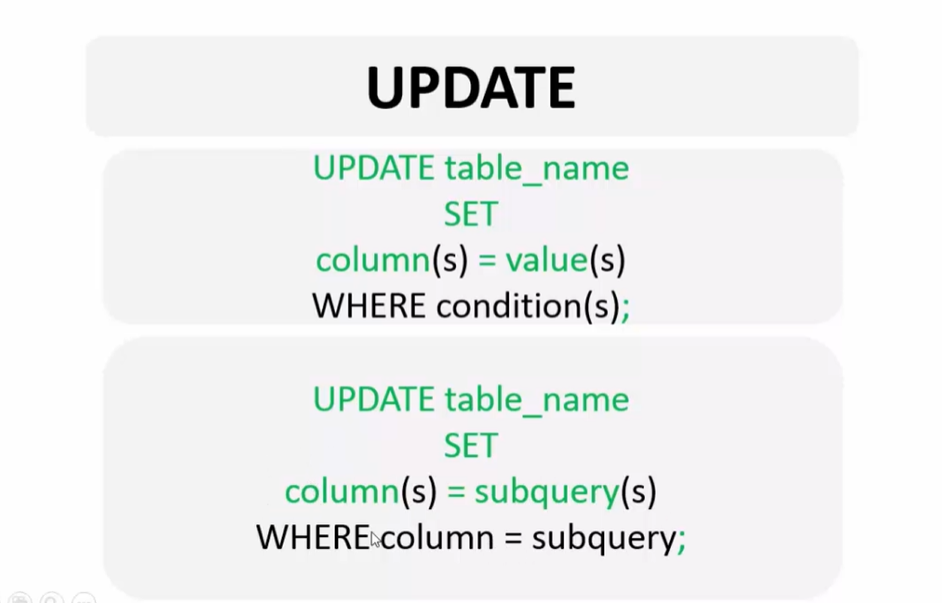 UPDATE
UPDATE table_name
SET
column(s) = value(s)
WHERE condition(s);
UPDATE table_name
SET
column(s) = subquery(s)
WHERE column = subquery;